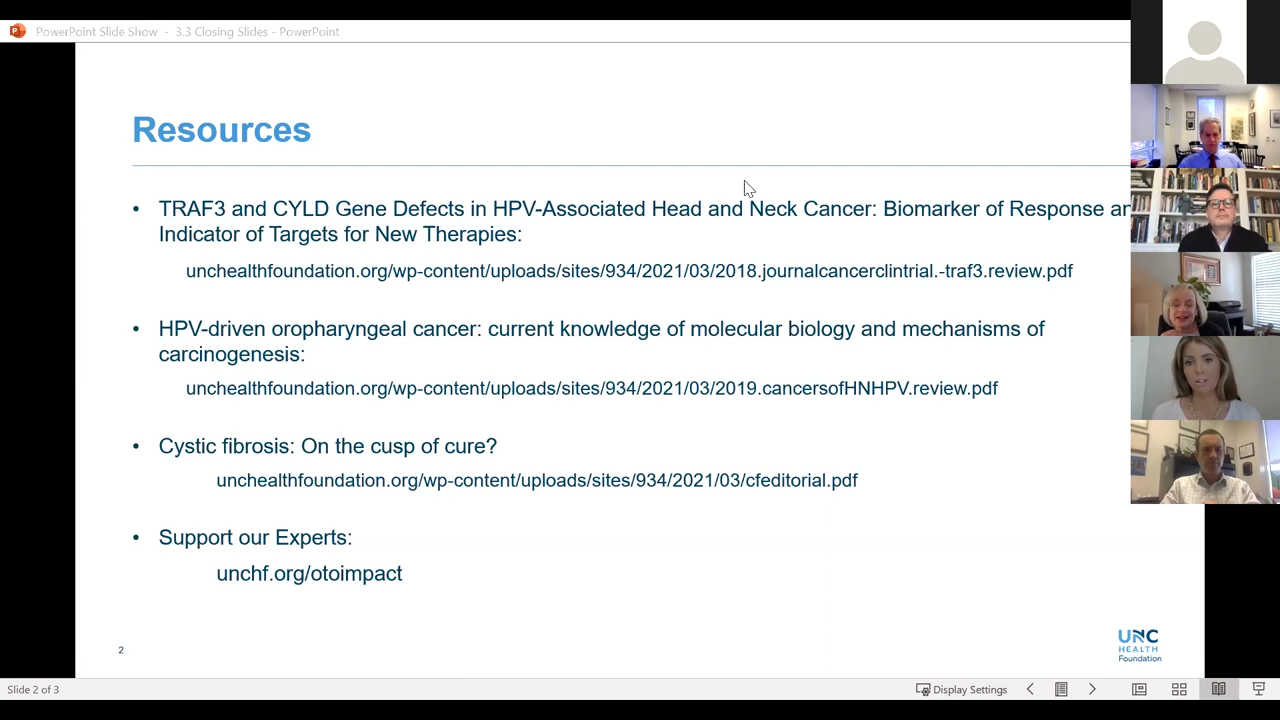 PowerPoint Slide Show - 3.3 Closing Slides - PowerPoint
Resources
• TRAF3 and CYLD Gene Defects in HPV-Associated Head and Neck Cancer: Biomarker of Response an
Indicator of Targets for New Therapies:
unchealthfoundation.org/wp-content/uploads/sites/934/2021/03/2018.journalcancerclintrial.-traf3.review.pdf
• HPV-driven oropharyngeal cancer: current knowledge of molecular biology and mechanisms of
carcinogenesis:
unchealthfoundation.org/wp-content/uploads/sites/934/2021/03/2019.cancersofHNHPV.review.pdf
• Cystic fibrosis: On the cusp of cure?
unchealthfoundation.org/wp-content/uploads/sites/934/2021/03/cfeditorial.pdf
• Support our Experts:
unchf.org/otoimpact
2
UNC
HEALTH
Foundation
Slide 2 of 3
Display Settings